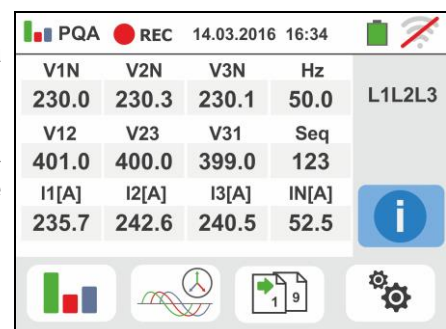 PQA REC 14.03.2016 16:34
V1N V2N V3N Hz
230.0 230.3 230.1 50.0 L1L2L3
V12 V23 V31 Seq
401.0 400.0 399.0 123
I1[A] I2[A] I3[A] IN[A]
235.7 242.6 240.5 52.5
i
1 9